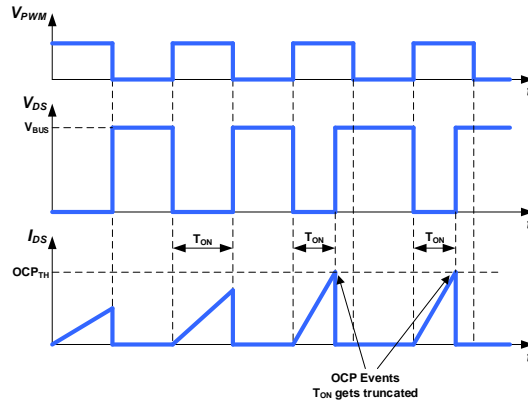 VPWM
t
VDS
VBUS
t
IDS
TON
TON
TON
OCPTH
t
OCP Events
TON gets truncated